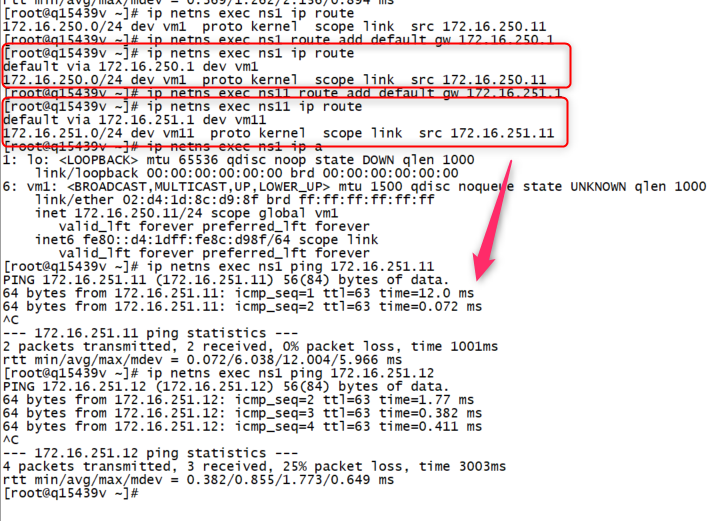 rtt min/avg/max/mdev = 0.369/1.262/2.156/0.894 ms
[root@q15439v ~]# ip netns exec ns1 ip route
172.16.250.0/24 dev vm1  proto kernel  scope link  src 172.16.250.11
[root@q15439v ~]# ip netns exec ns1 route add default gw 172.16.250.1
[root@q15439v ~]# ip netns exec ns1 ip route
default via 172.16.250.1 dev vm1
172.16.250.0/24 dev vm1  proto kernel  scope link  src 172.16.250.11
[root@q15439v ~]# ip netns exec ns11 route add default gw 172.16.251.1
[root@q15439v ~]# ip netns exec ns11 ip route
default via 172.16.251.1 dev vm11
172.16.251.0/24 dev vm11  proto kernel  scope link  src 172.16.251.11
[root@q15439v ~]# ip netns exec ns1 ip a
1: lo: <LOOPBACK> mtu 65536 qdisc noop state DOWN qlen 1000
    link/loopback 00:00:00:00:00:00 brd 00:00:00:00:00:00
6: vm1: <BROADCAST,MULTICAST,UP,LOWER_UP> mtu 1500 qdisc noqueue state UNKNOWN qlen 1000
    link/ether 02:d4:1d:8c:d9:8f brd ff:ff:ff:ff:ff:ff
    inet 172.16.250.11/24 scope global vm1
       valid_lft forever preferred_lft forever
    inet6 fe80::d4:1dff:fe8c:d98f/64 scope link
       valid_lft forever preferred_lft forever
[root@q15439v ~]# ip netns exec ns1 ping 172.16.251.11
PING 172.16.251.11 (172.16.251.11) 56(84) bytes of data.
64 bytes from 172.16.251.11: icmp_seq=1 ttl=63 time=12.0 ms
64 bytes from 172.16.251.11: icmp_seq=2 ttl=63 time=0.072 ms
^C
--- 172.16.251.11 ping statistics ---
2 packets transmitted, 2 received, 0% packet loss, time 1001ms
rtt min/avg/max/mdev = 0.072/6.038/12.004/5.966 ms
[root@q15439v ~]# ip netns exec ns1 ping 172.16.251.12
PING 172.16.251.12 (172.16.251.12) 56(84) bytes of data.
64 bytes from 172.16.251.12: icmp_seq=2 ttl=63 time=1.77 ms
64 bytes from 172.16.251.12: icmp_seq=3 ttl=63 time=0.382 ms
64 bytes from 172.16.251.12: icmp_seq=4 ttl=63 time=0.411 ms
^C
--- 172.16.251.12 ping statistics ---
4 packets transmitted, 3 received, 25% packet loss, time 3003ms
rtt min/avg/max/mdev = 0.382/0.855/1.773/0.649 ms
[root@q15439v ~]#